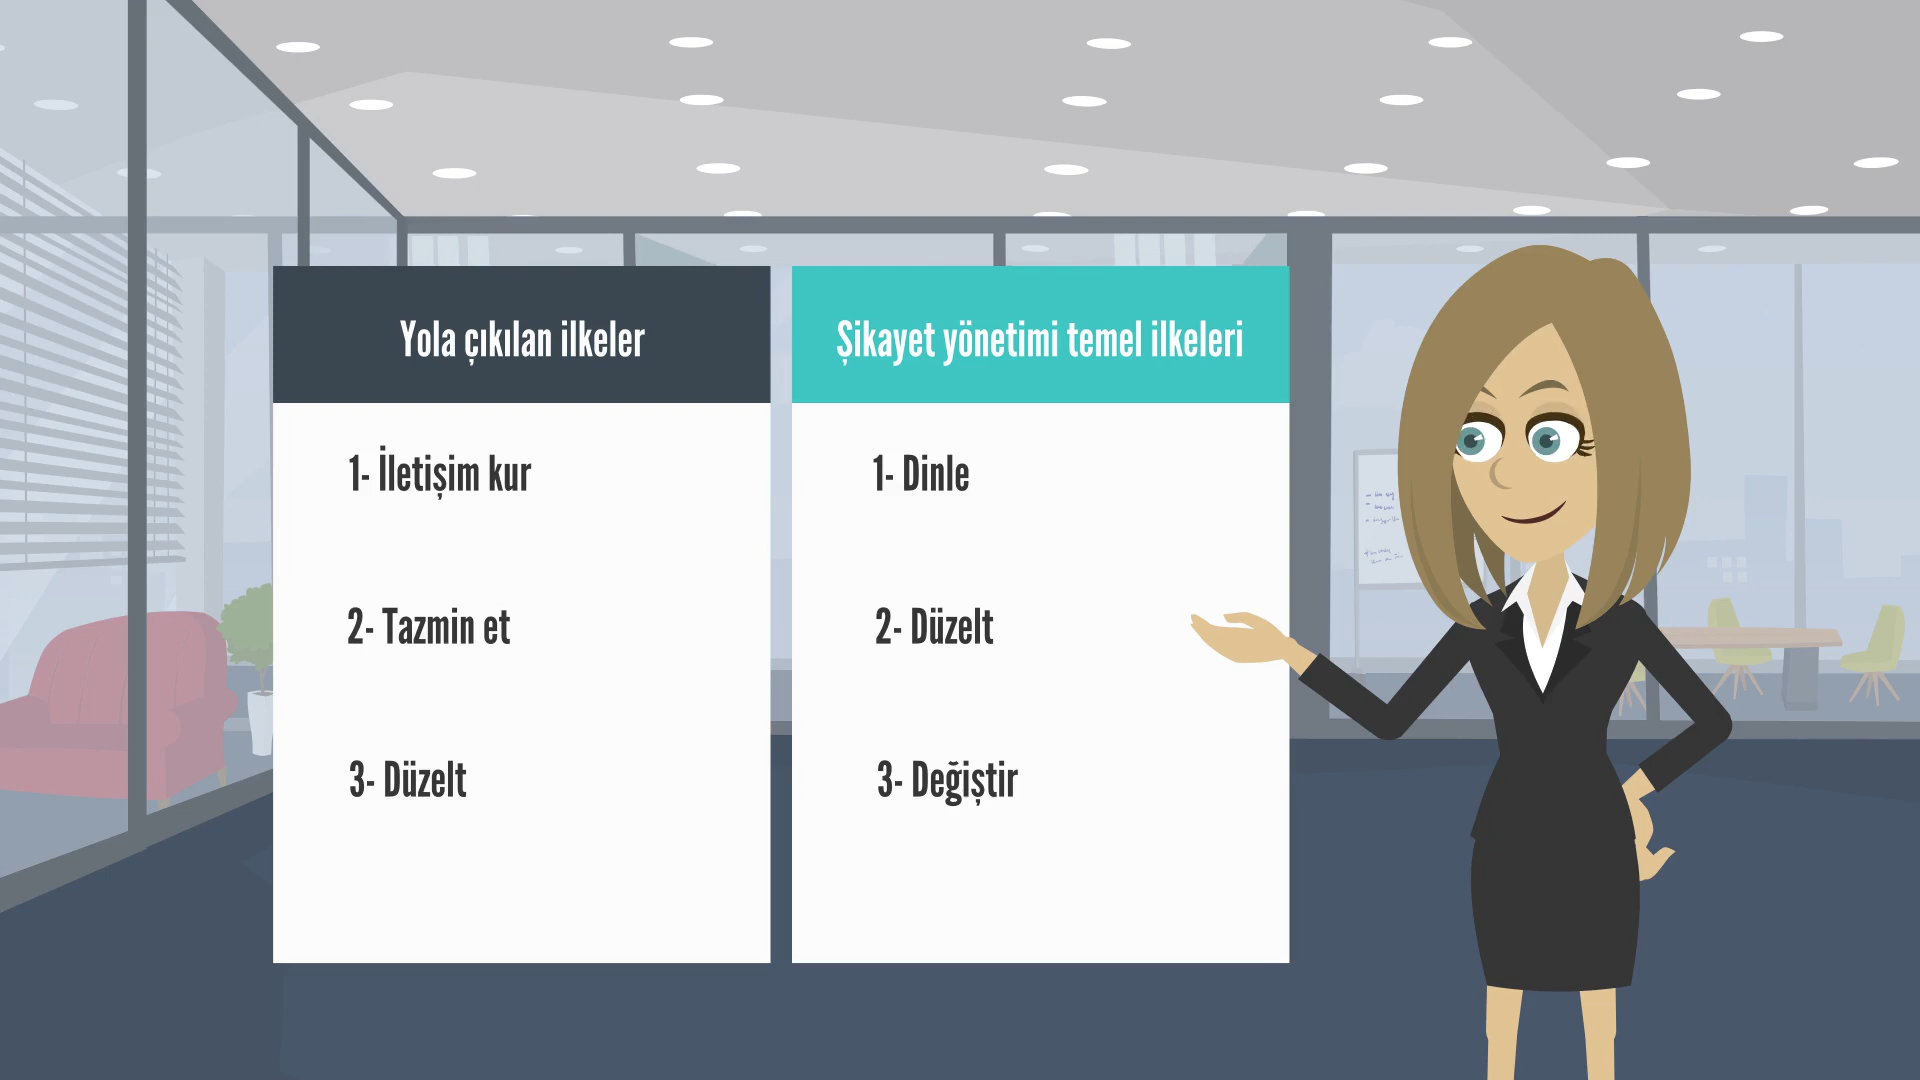 Yola çıkılan ilkeler
1- İletişim kur
2- Tazmin et
3- Düzelt
Şikayet yönetimi temel ilkeleri
1- Dinle
2- Düzelt
3- Değiştir